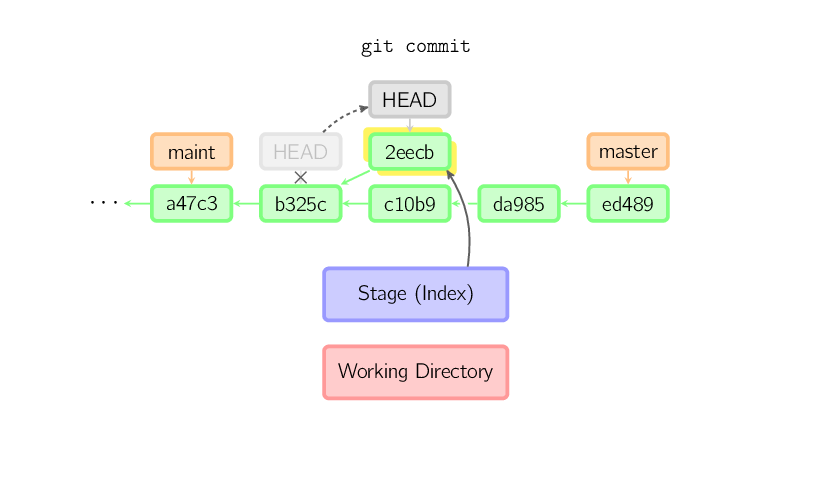 git commit
HEAD
maint HEAD 2eecb master
... a47c3 b325c c10b9 da985 ed489
Stage (Index)
Working Directory